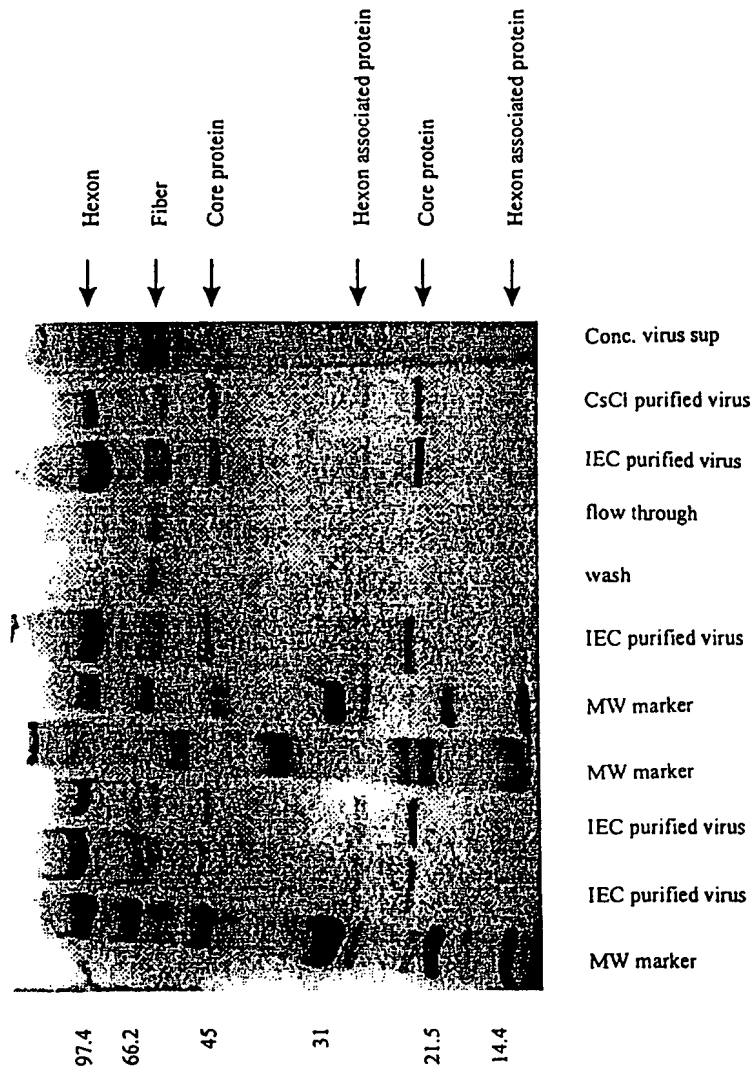 Hexon
Fiber
Core protein
Hexon associated protein
Core protein
Hexon associated protein
Conc. virus sup
CsCl purified virus
IEC purified virus
flow through
wash
IEC purified virus
MW marker
MW marker
IEC purified virus
IEC purified virus
MW marker
97.4
66.2
45
31
21.5
14.4